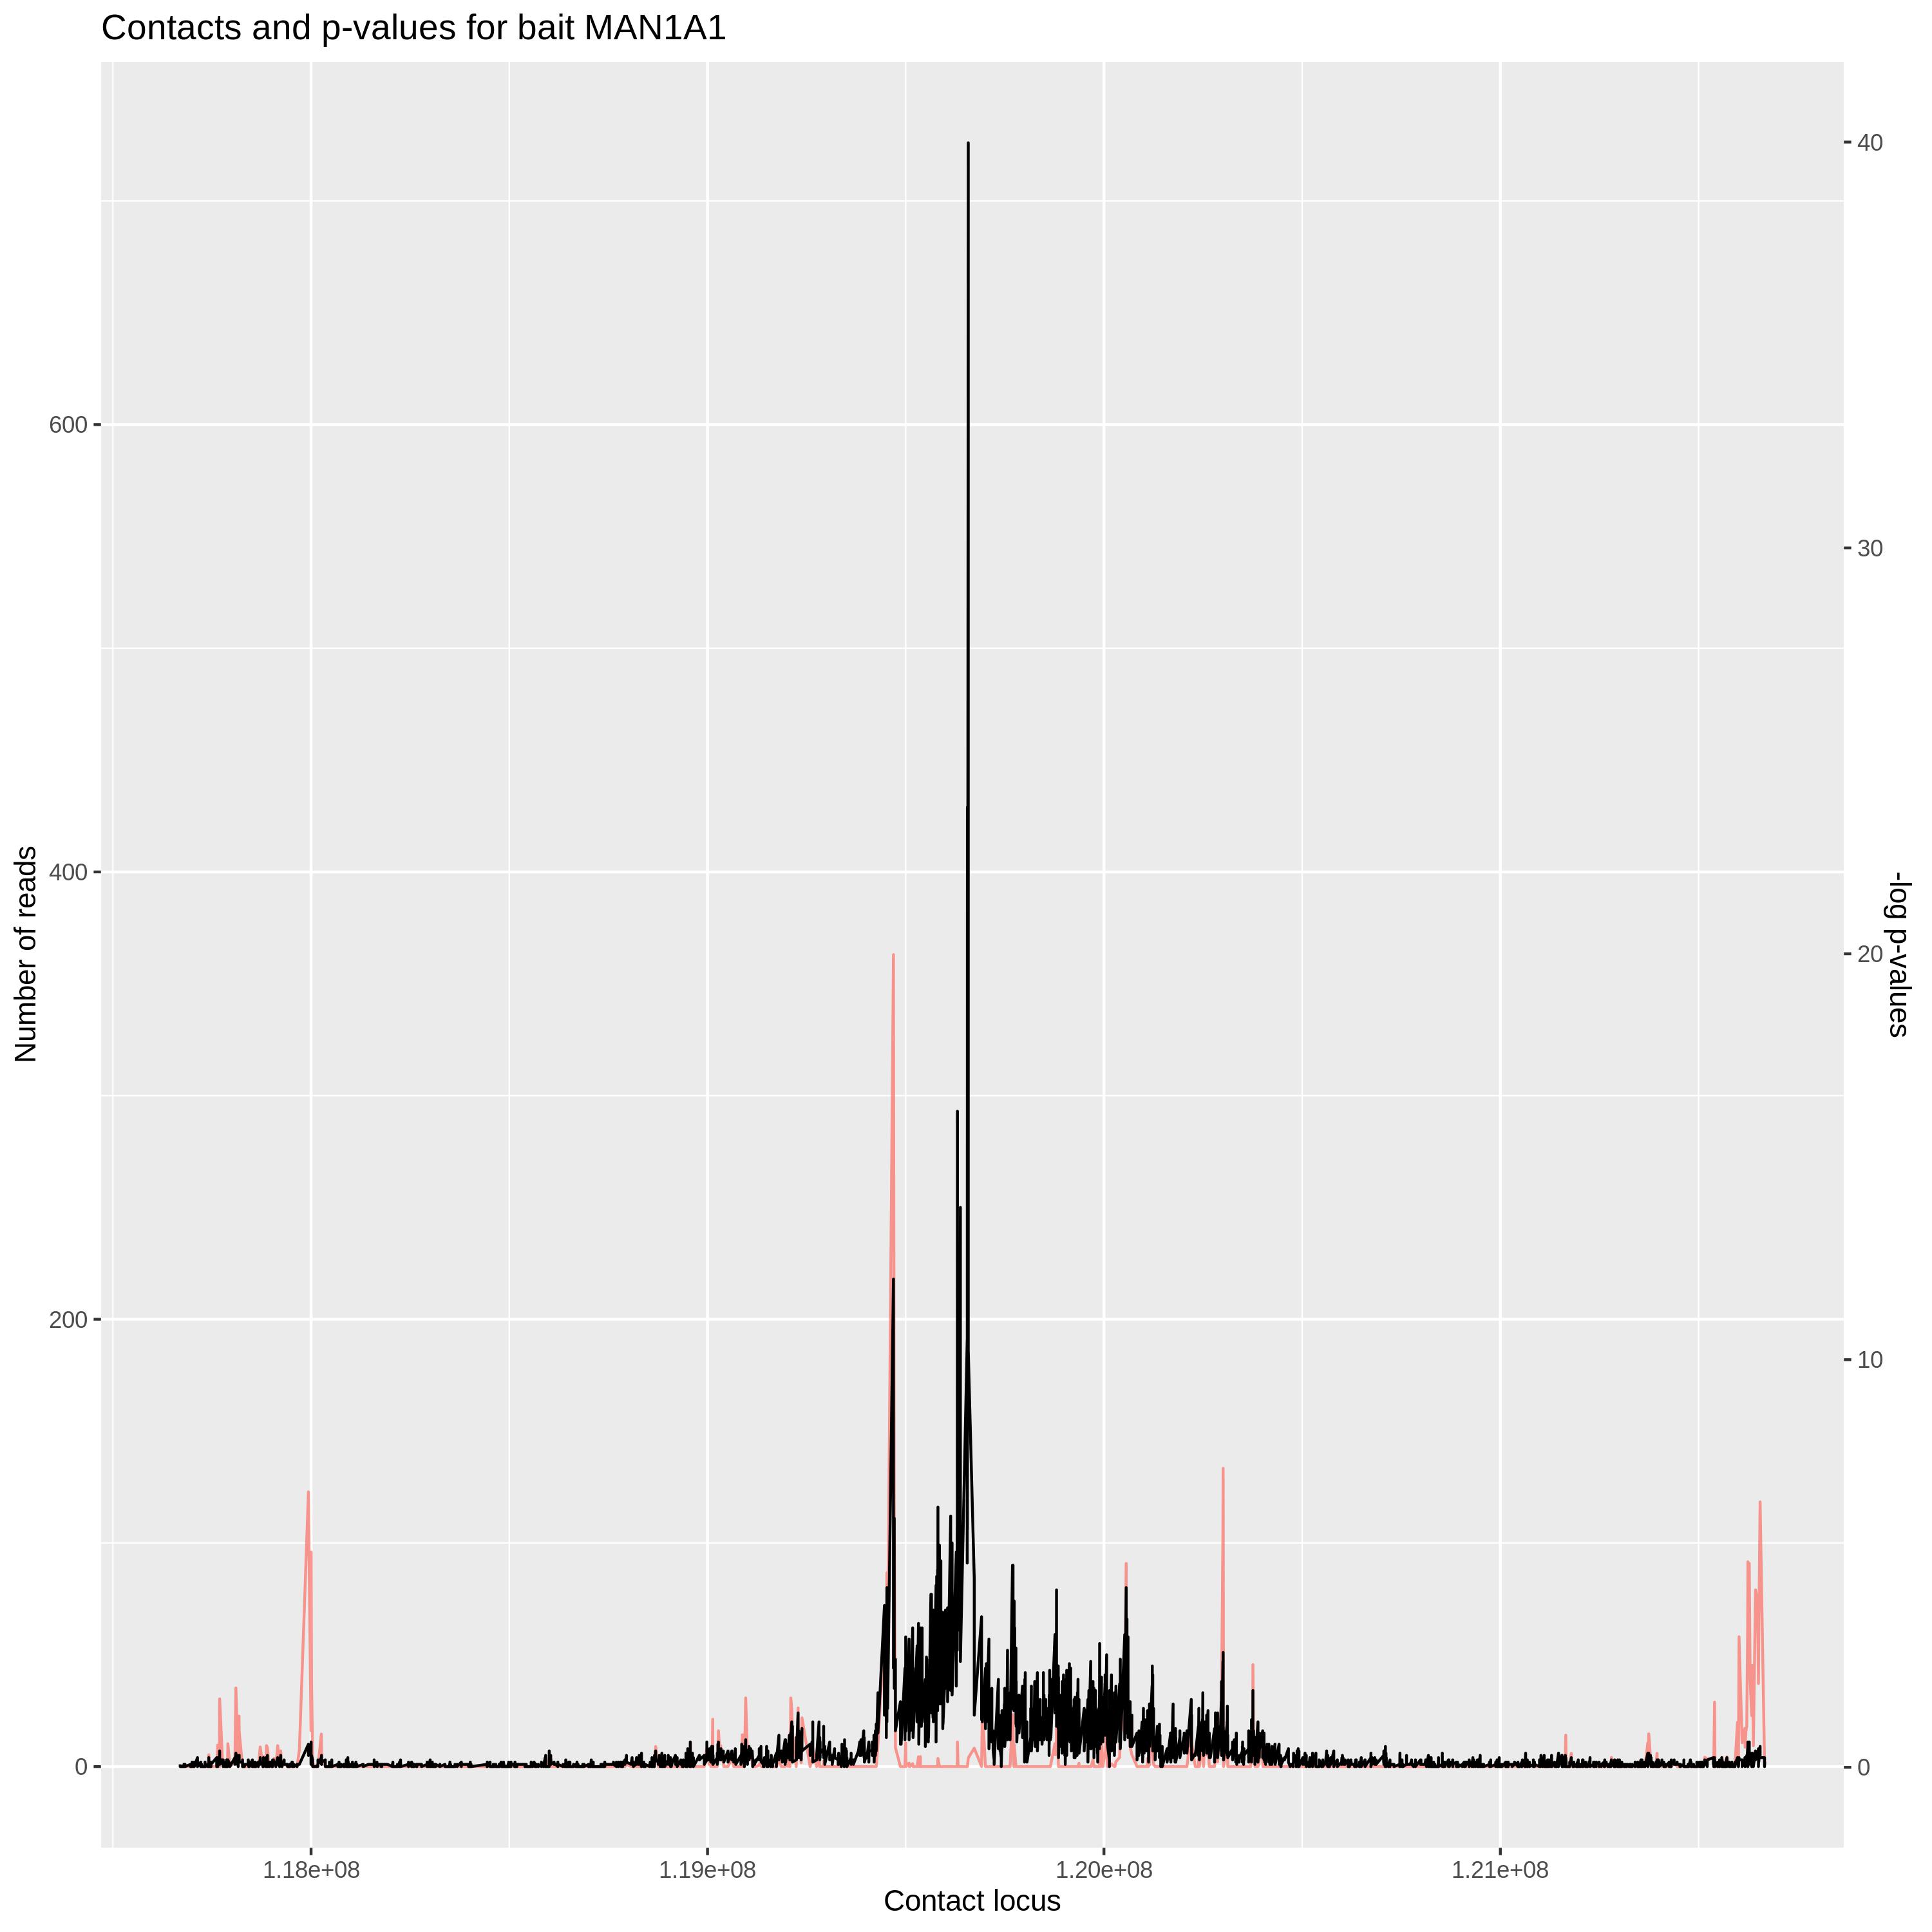 Contacts and p-values for bait MAN1A1
Number of reads
600
400
200
0
40
30
20
10
0
-log p-values
1.18e+08
1.19e+08
1.20e+08
1.21e+08
Contact locus